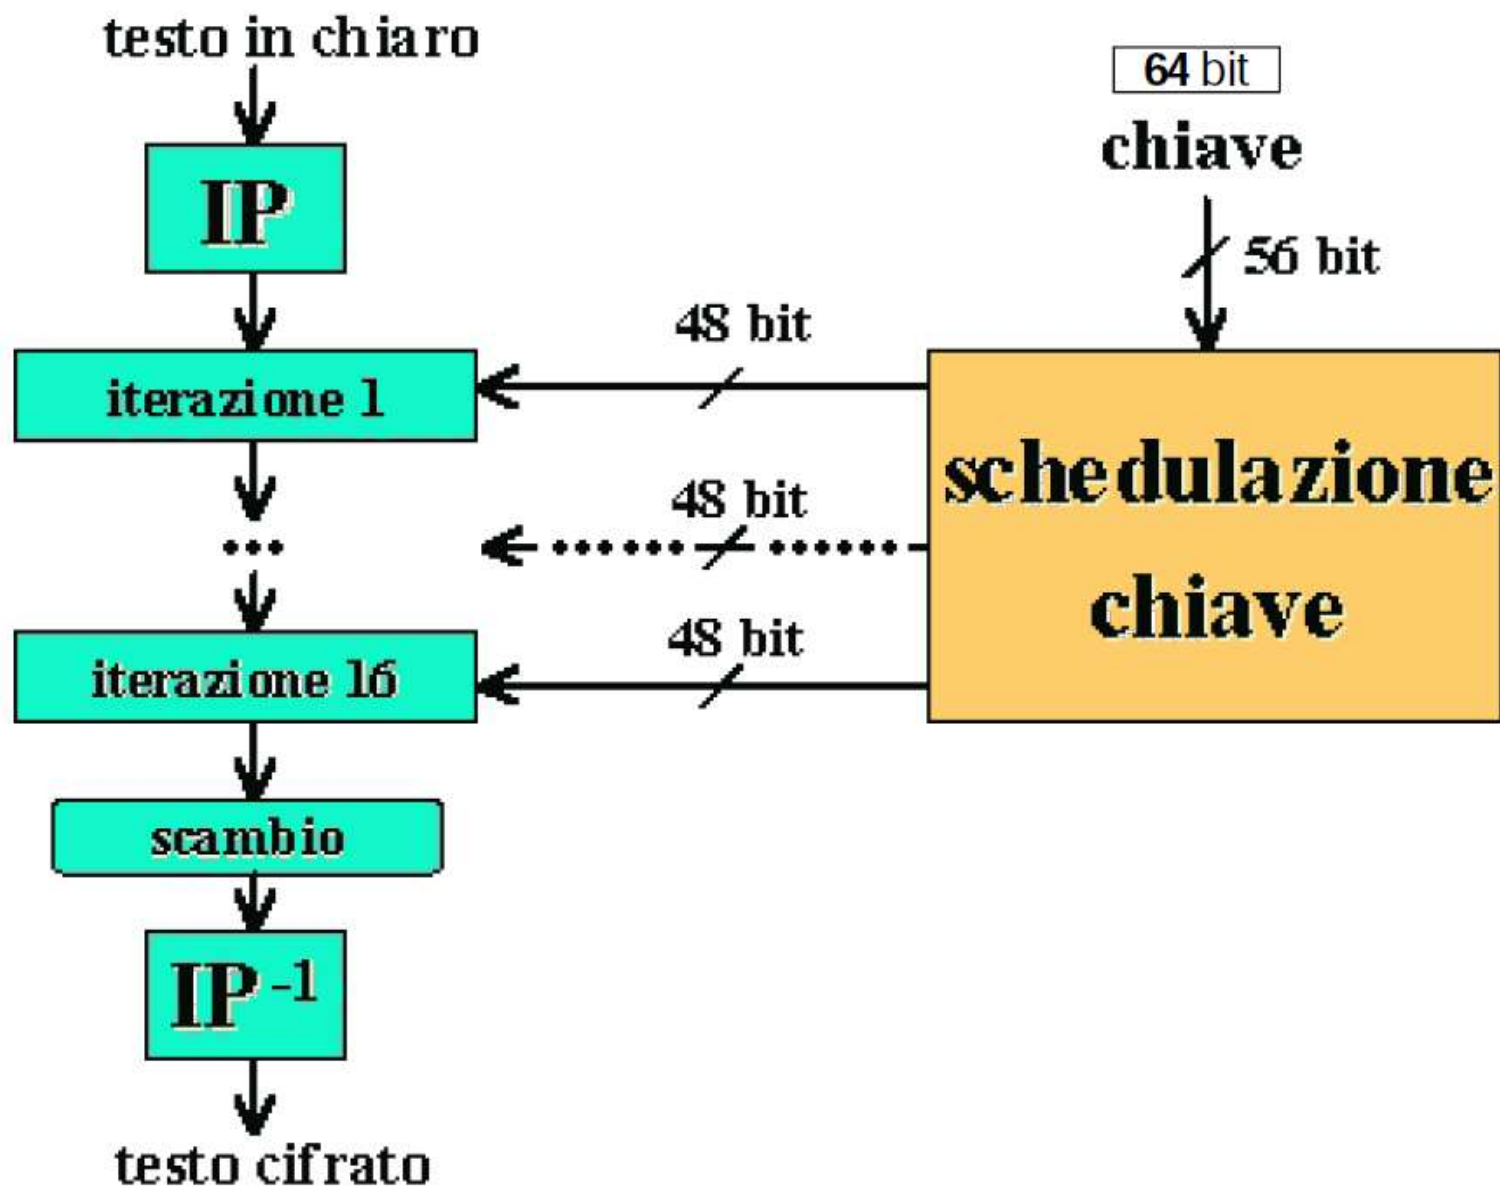 testo in chiaro
64 bit
chiave
IP
56 bit
48 bit
iterazione 1
schedulazione
chiave
48 bit
...
48 bit
iterazione 16
scambio
IP⁻¹
testo cifrato